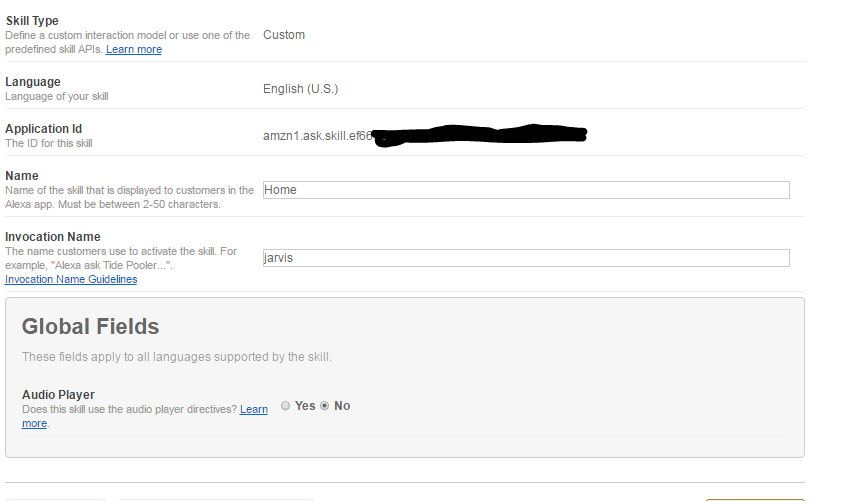 Skill Type
Define a custom interaction model or use one of the
predefined skill APIs. Learn more
Custom
Language
Language of your skill
English (U.S.)
Application Id
The ID for this skill
amzn1.ask.skill.ef66
Name
Name of the skill that is displayed to customers in the
Alexa app. Must be between 2-50 characters.
Home
Invocation Name
The name customers use to activate the skill. For
example, "Alexa ask Tide Pooler...".
Invocation Name Guidelines
jarvis
Global Fields
These fields apply to all languages supported by the skill.
Audio Player
Does this skill use the audio player directives? Learn
more.
Yes No